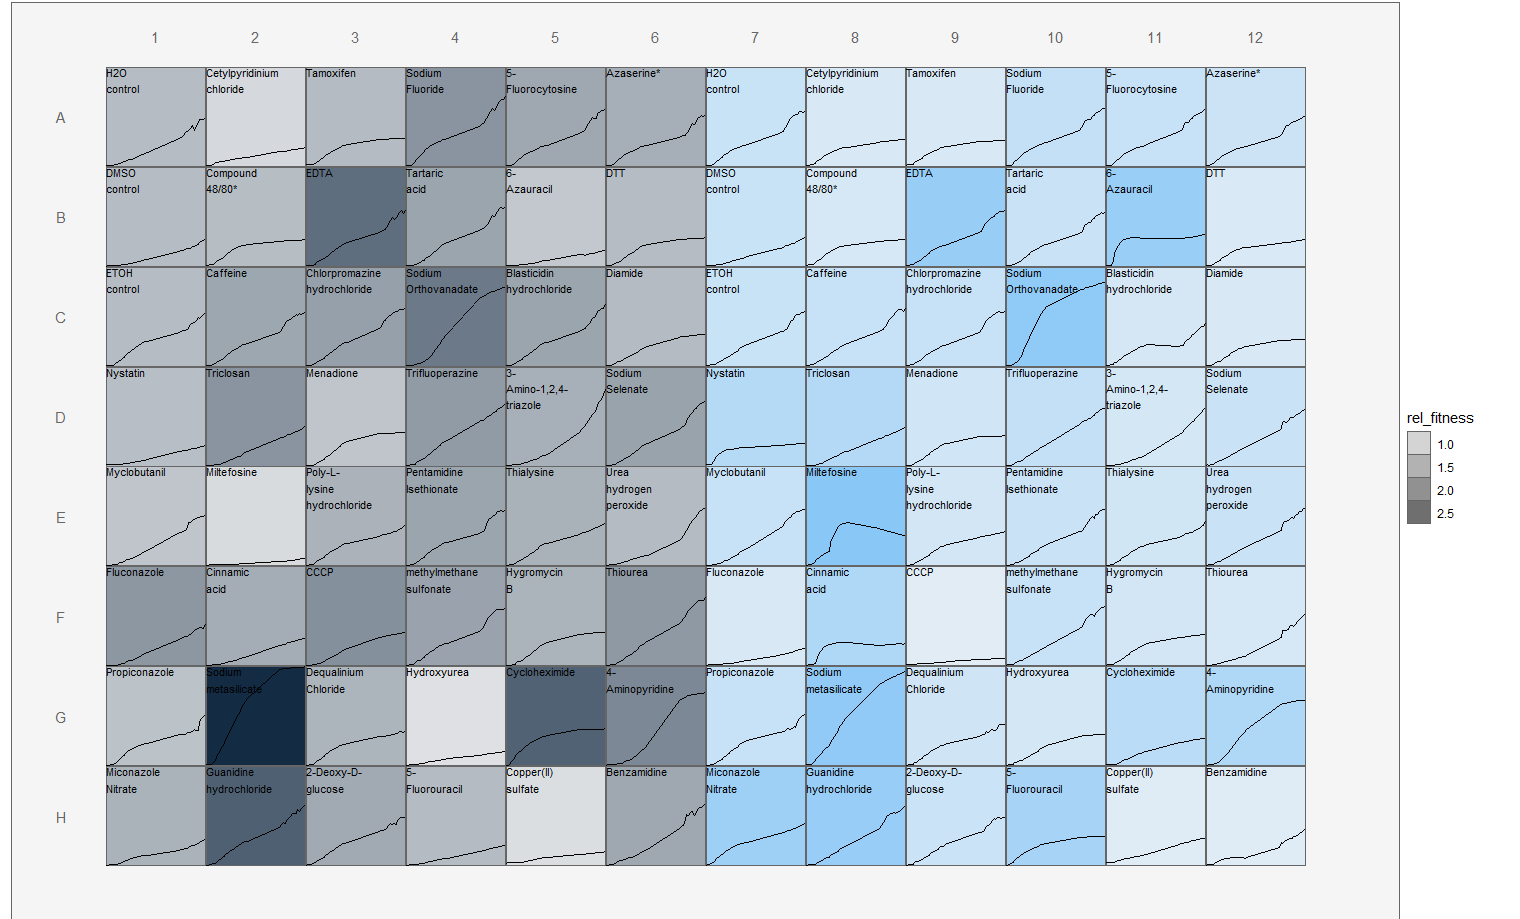 1 2 3 4 5 6 7 8 9 10 11 12
A
H2O control
Cetylpyridinium chloride
Tamoxifen
Sodium Fluoride
5-Fluorocytosine
Azaserine*
H2O control
Cetylpyridinium chloride
Tamoxifen
Sodium Fluoride
5-Fluorocytosine
Azaserine*
B
DMSO control
Compound 48/80*
EDTA
Tartaric acid
6-Azauracil
DTT
DMSO control
Compound 48/80*
EDTA
Tartaric acid
6-Azauracil
DTT
C
ETOH control
Caffeine
Chlorpromazine hydrochloride
Sodium Orthovanadate
Blasticidin hydrochloride
Diamide
ETOH control
Caffeine
Chlorpromazine hydrochloride
Sodium Orthovanadate
Blasticidin hydrochloride
Diamide
D
Nystatin
Triclosan
Menadione
Trifluoperazine
3-Amino-1,2,4-triazole
Sodium Selenate
Nystatin
Triclosan
Menadione
Trifluoperazine
3-Amino-1,2,4-triazole
Sodium Selenate
E
Myclobutanil
Miltefosine
Poly-L-lysine hydrochloride
Pentamidine Isethionate
Thialysine
Urea hydrogen peroxide
Myclobutanil
Miltefosine
Poly-L-lysine hydrochloride
Pentamidine Isethionate
Thialysine
Urea hydrogen peroxide
F
Fluconazole
Cinnamic acid
CCCP
methylmethane sulfonate
Hygromycin B
Thiourea
Fluconazole
Cinnamic acid
CCCP
methylmethane sulfonate
Hygromycin B
Thiourea
G
Propiconazole
Sodium metasilicate
Dequalinium Chloride
Hydroxyurea
Cycloheximide
4-Aminopyridine
Propiconazole
Sodium metasilicate
Dequalinium Chloride
Hydroxyurea
Cycloheximide
4-Aminopyridine
H
Miconazole Nitrate
Guanidine hydrochloride
2-Deoxy-D-glucose
5-Fluorouracil
Copper(II) sulfate
Benzamidine
Miconazole Nitrate
Guanidine hydrochloride
2-Deoxy-D-glucose
5-Fluorouracil
Copper(II) sulfate
Benzamidine
rel_fitness
1.0
1.5
2.0
2.5